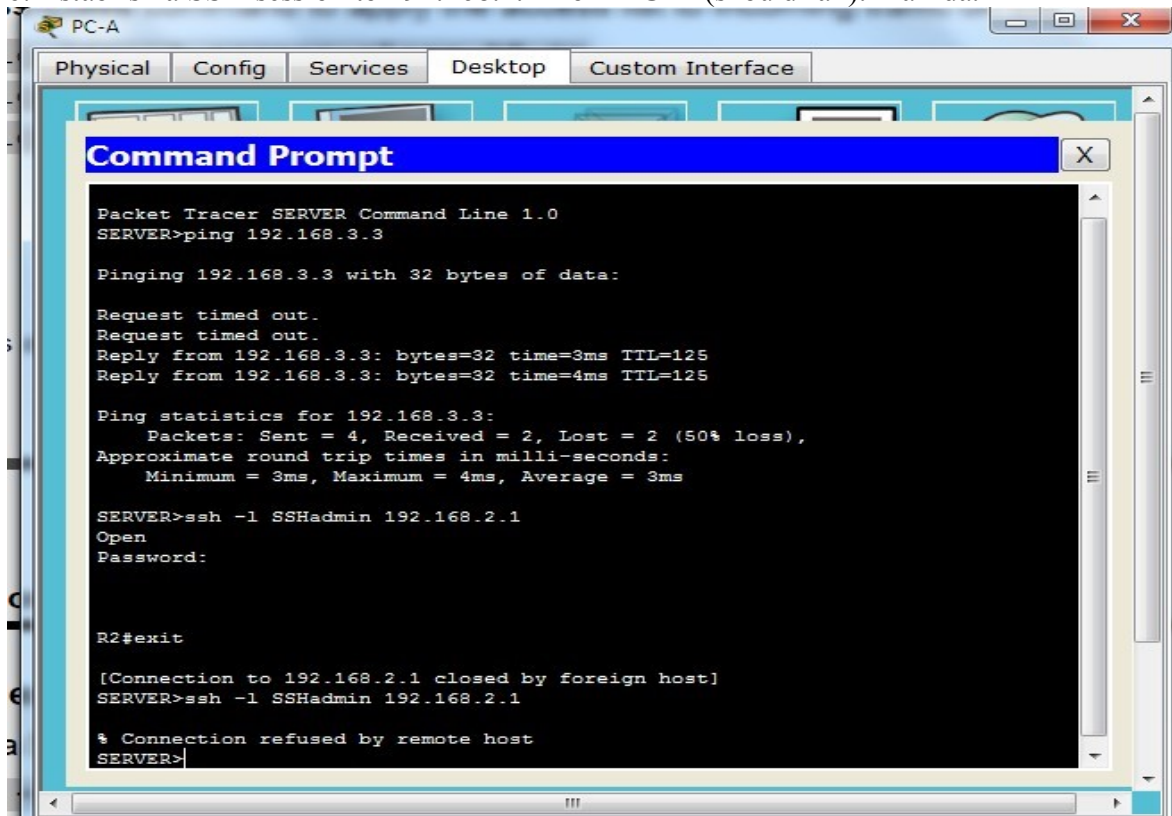 PC-A
Physical Config Services Desktop Custom Interface
Command Prompt X
Packet Tracer SERVER Command Line 1.0
SERVER>ping 192.168.3.3
Pinging 192.168.3.3 with 32 bytes of data:
Request timed out.
Request timed out.
Reply from 192.168.3.3: bytes=32 time=3ms TTL=125
Reply from 192.168.3.3: bytes=32 time=4ms TTL=125
Ping statistics for 192.168.3.3:
Packets: Sent = 4, Received = 2, Lost = 2 (50% loss),
Approximate round trip times in milli-seconds:
Minimum = 3ms, Maximum = 4ms, Average = 3ms
SERVER>ssh -l SSHadmin 192.168.2.1
Open
Password:
R2#exit
[Connection to 192.168.2.1 closed by foreign host]
SERVER>ssh -l SSHadmin 192.168.2.1
% Connection refused by remote host
SERVER>